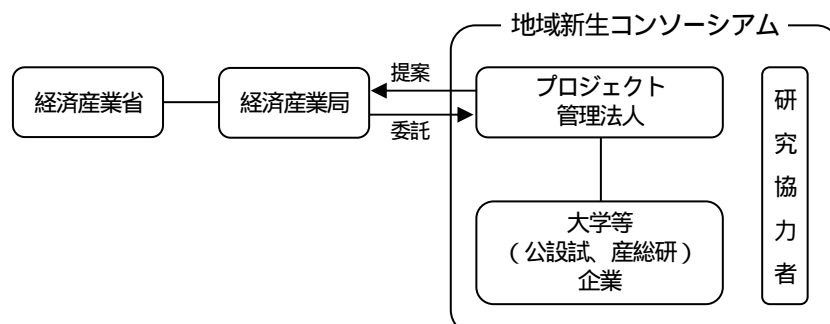 地域新生コンソーシアム
経済産業省
経済産業局
提案
委託
プロジェクト
管理法人
大学等
（公設試、産総研）
企業
研究協力者